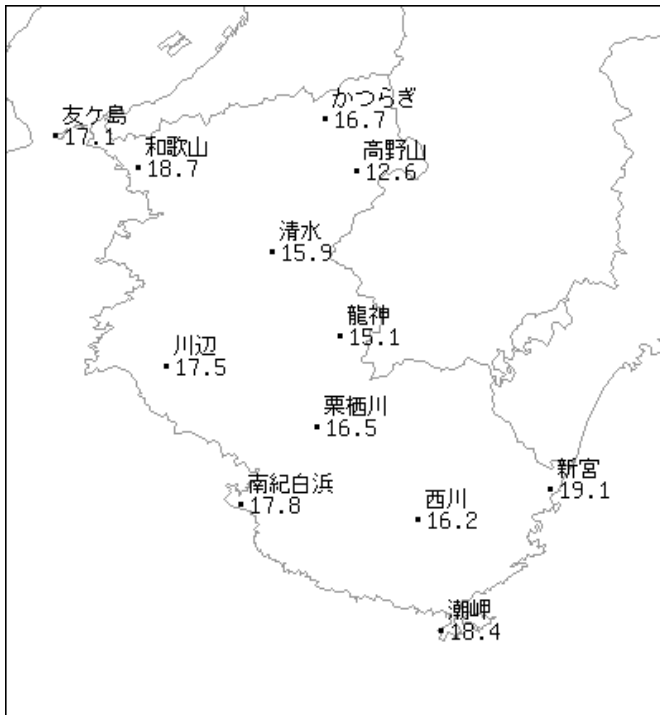 かつらぎ
16.7
友ケ島
17.1
和歌山
18.7
高野山
12.6
清水
15.9
龍神
15.1
川辺
17.5
栗栖川
16.5
新宮
19.1
南紀白浜
17.8
西川
16.2
潮岬
18.4